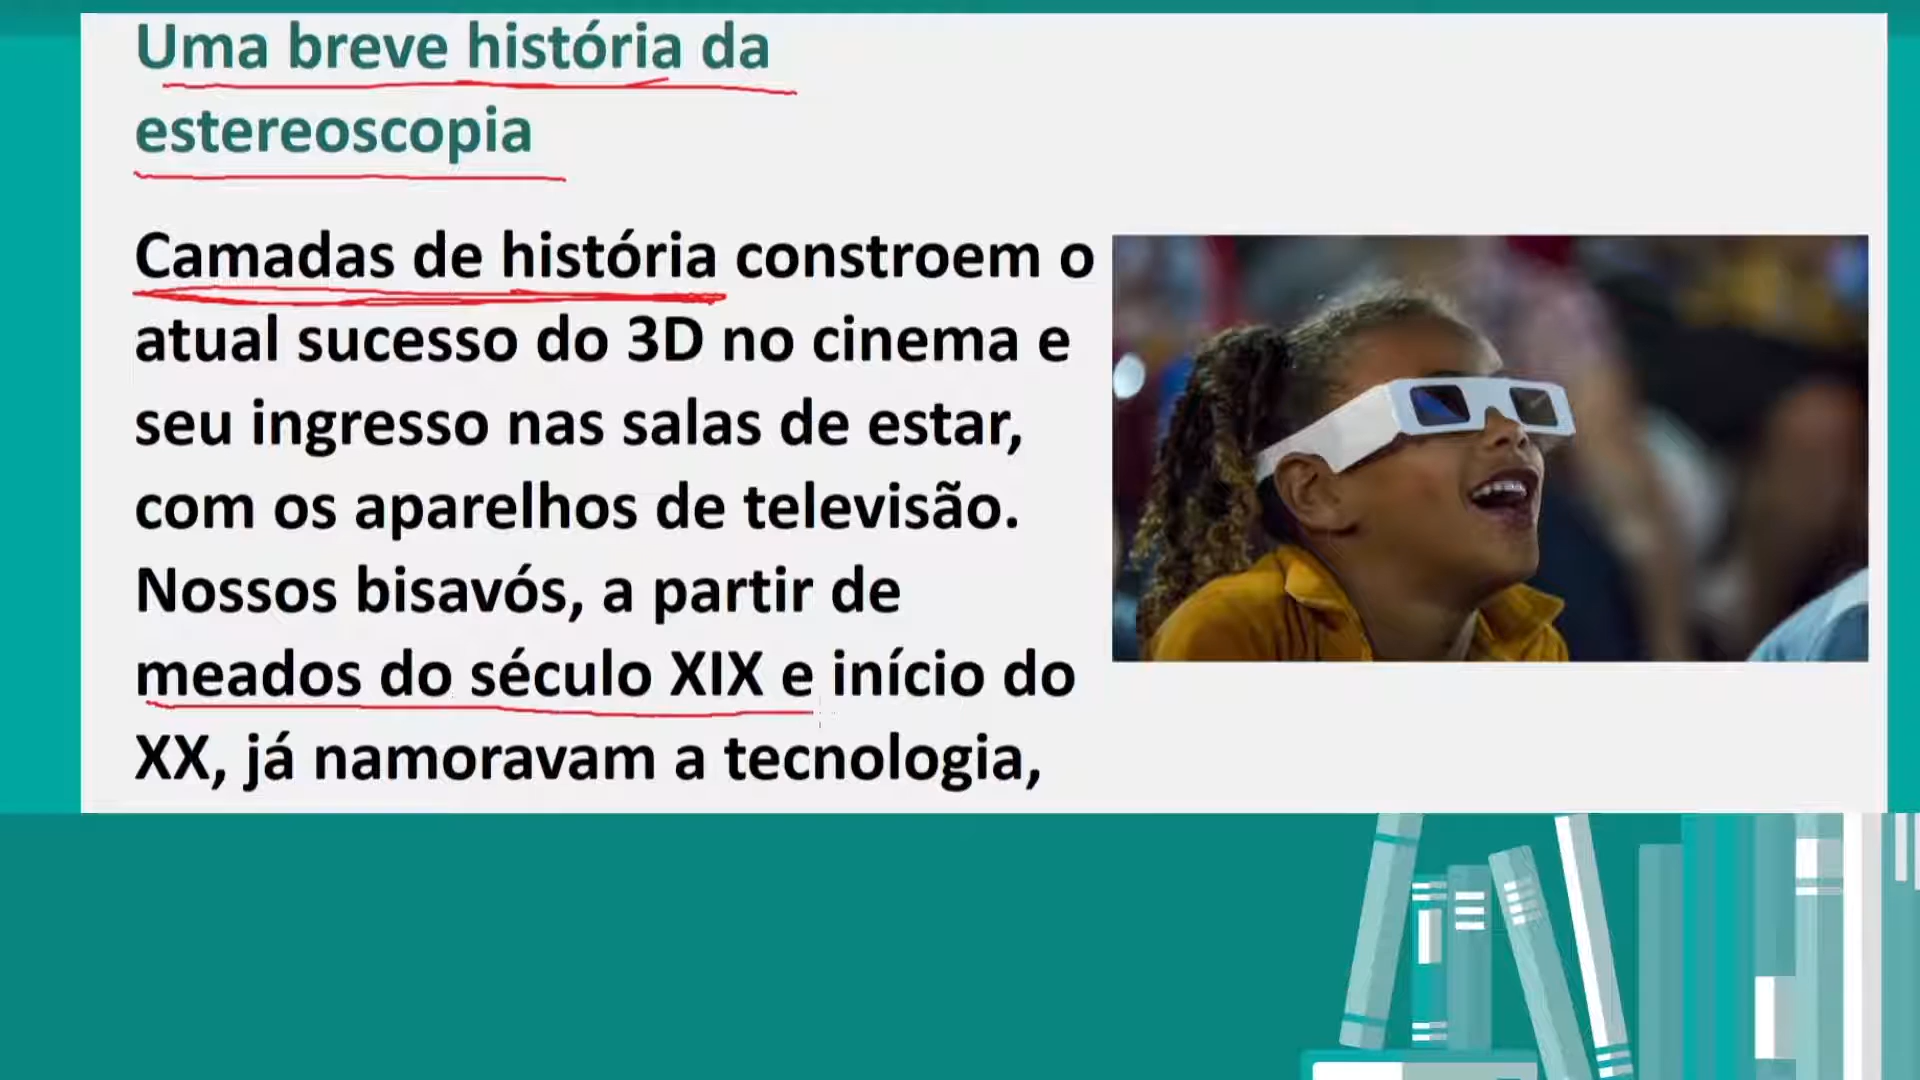 Uma breve história da
estereoscopia
Camadas de história constroem o
atual sucesso do 3D no cinema e
seu ingresso nas salas de estar,
com os aparelhos de televisão.
Nossos bisavós, a partir de
meados do século XIX e início do
XX, já namoravam a tecnologia,